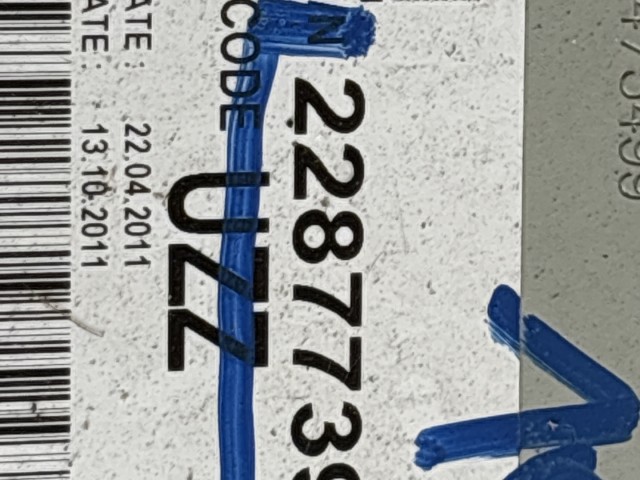 N 228773
CODE UZZ
ATE: 22.04.2011
ATE: 13.10.2011